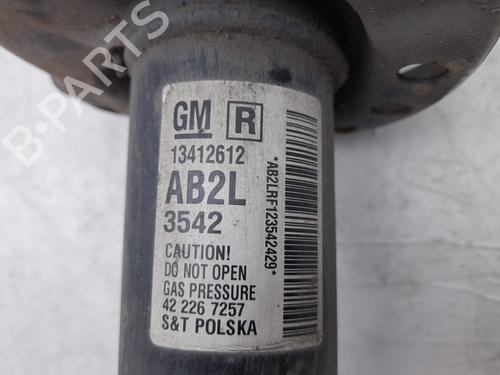 GM R
13412612
AB2L
3542
CAUTION!
DO NOT OPEN
GAS PRESSURE
42 226 7257
S&T POLSKA
*AB2LRF123542429*
B-PARTS